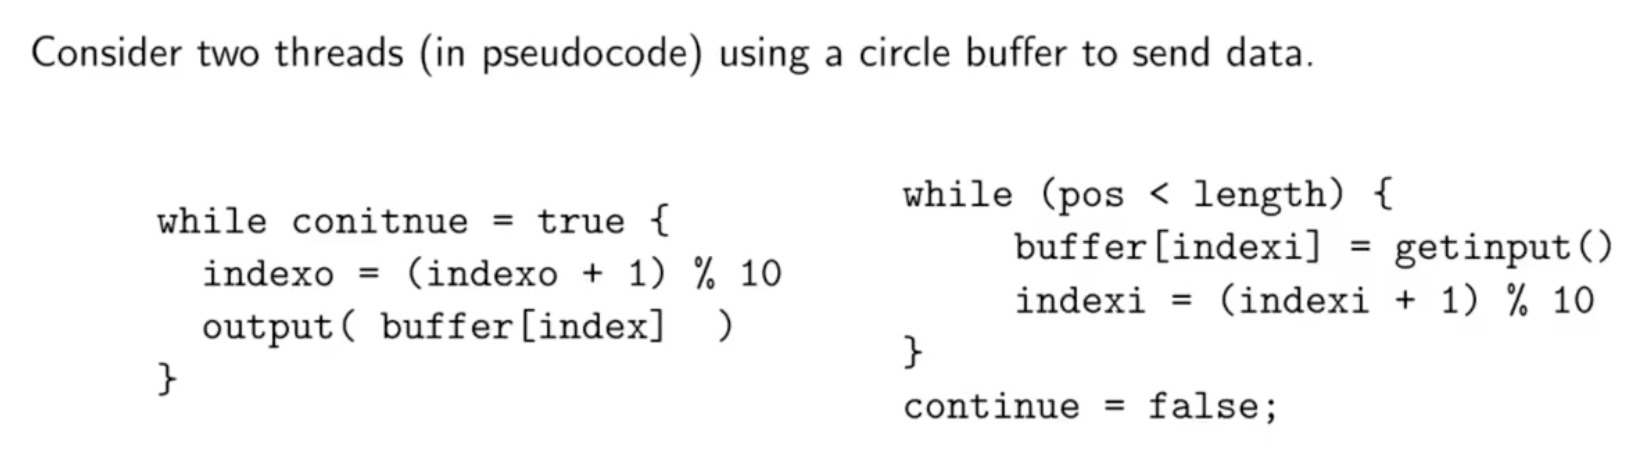 Consider two threads (in pseudocode) using a circle buffer to send data.
while conitnue = true {
indexo = (indexo + 1) % 10
output( buffer[index]  )
}
while (pos < length) {
buffer[indexi] = getinput()
indexi = (indexi + 1) % 10
}
continue = false;